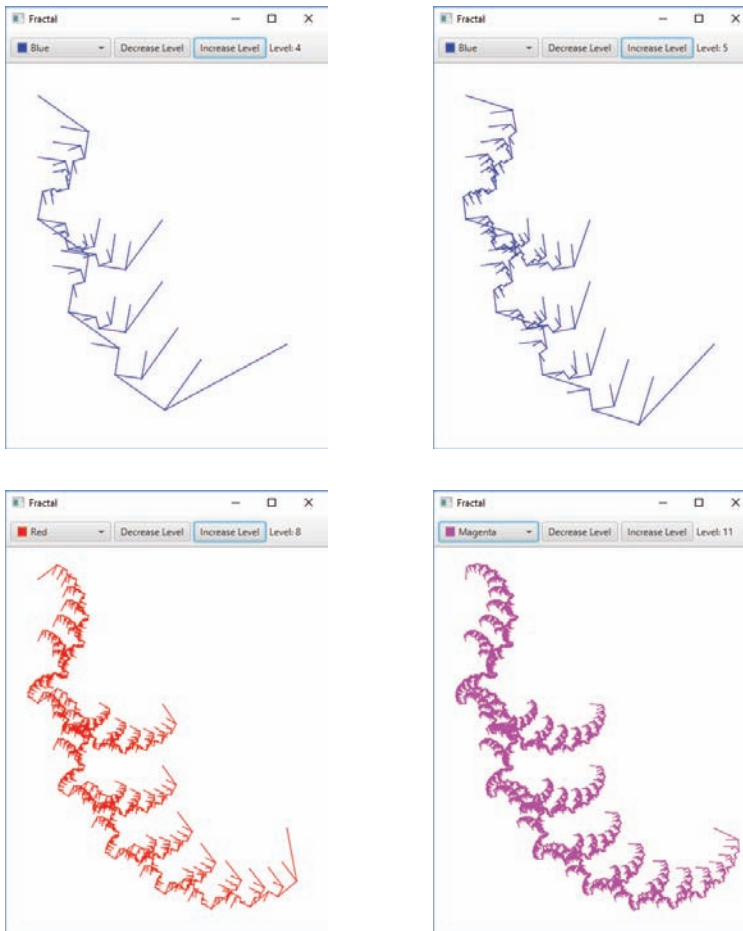 Fractal
Blue Decrease Level Increase Level Level: 4
Fractal
Blue Decrease Level Increase Level Level: 5
Fractal
Red Decrease Level Increase Level Level: 8
Fractal
Magenta Decrease Level Increase Level Level: 11